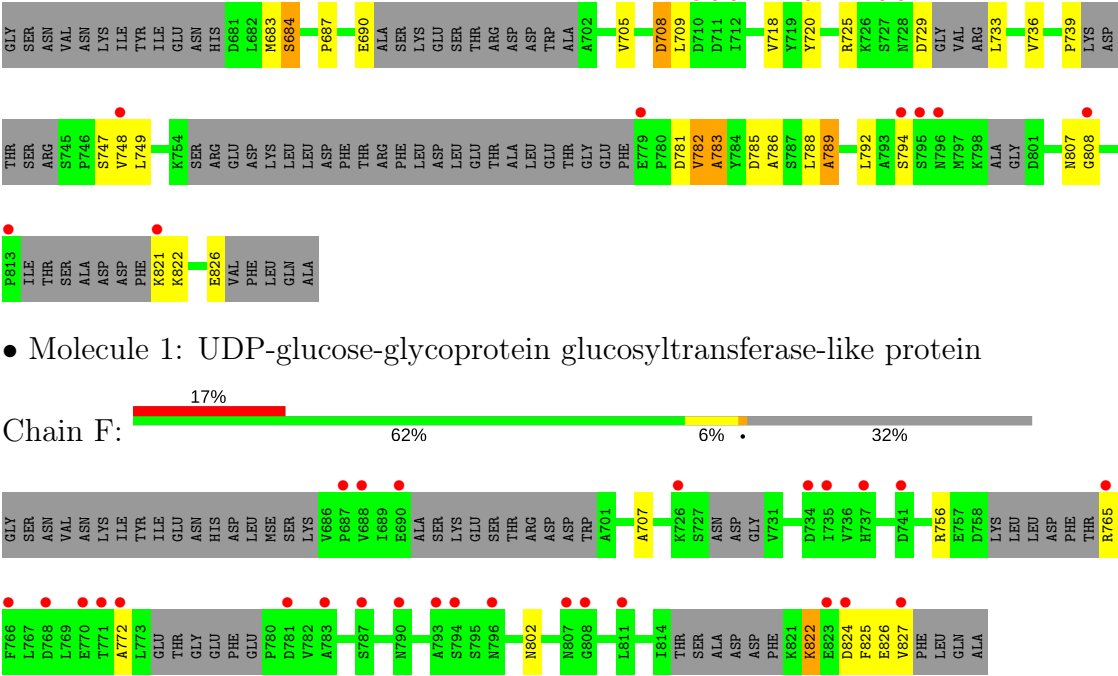 GLY SER ASN VAL ASN LYS ILE TYR ILE GLU ASN HIS D681 L682 M683 S684 P687 E690 ALA SER LYS GLU SER THR ARG ASP ASP TRP ALA A702 V705 D708 L709 D710 D711 I712 V718 Y719 Y720 R725 K726 S727 N728 D729 GLY VAL ARG L733 V736 P739 LYS ASP
THR SER ARG S745 P746 S747 V748 L749 K754 SER ARG GLU ASP LYS LEU LEU ASP PHE THR ARG PHE LEU ASP LEU GLU THR ALA LEU GLU THR GLY GLU PHE E779 P780 D781 V782 A783 Y784 D785 A786 S787 L788 A789 L792 A793 S794 S795 N796 M797 K798 ALA GLY D801 N807 G808
P813 ILE THR SER ALA ASP ASP PHE K821 K822 E826 VAL PHE LEU GLN ALA
• Molecule 1: UDP-glucose-glycoprotein glucosyltransferase-like protein
17%
Chain F:
62% 6% • 32%
GLY SER ASN VAL ASN LYS ILE TYR ILE GLU ASN HIS ASP LEU MSE SER LYS V686 P687 V688 I689 E690 ALA SER LYS GLU SER THR ARG ASP ASP TRP A701 A707 K726 S727 ASN ASP GLY V731 D734 I735 V736 H737 D741 R756 E757 D758 LYS LEU LEU ASP PHE THR R765
F766 L767 D768 L769 E770 T771 A772 L773 GLU THR GLY GLU PHE P780 D781 V782 A783 S787 N790 A793 S794 S795 N796 N802 N807 G808 L811 I814 THR SER ALA ASP ASP PHE K821 K822 E823 D824 F825 E826 V827 PHE LEU GLN ALA